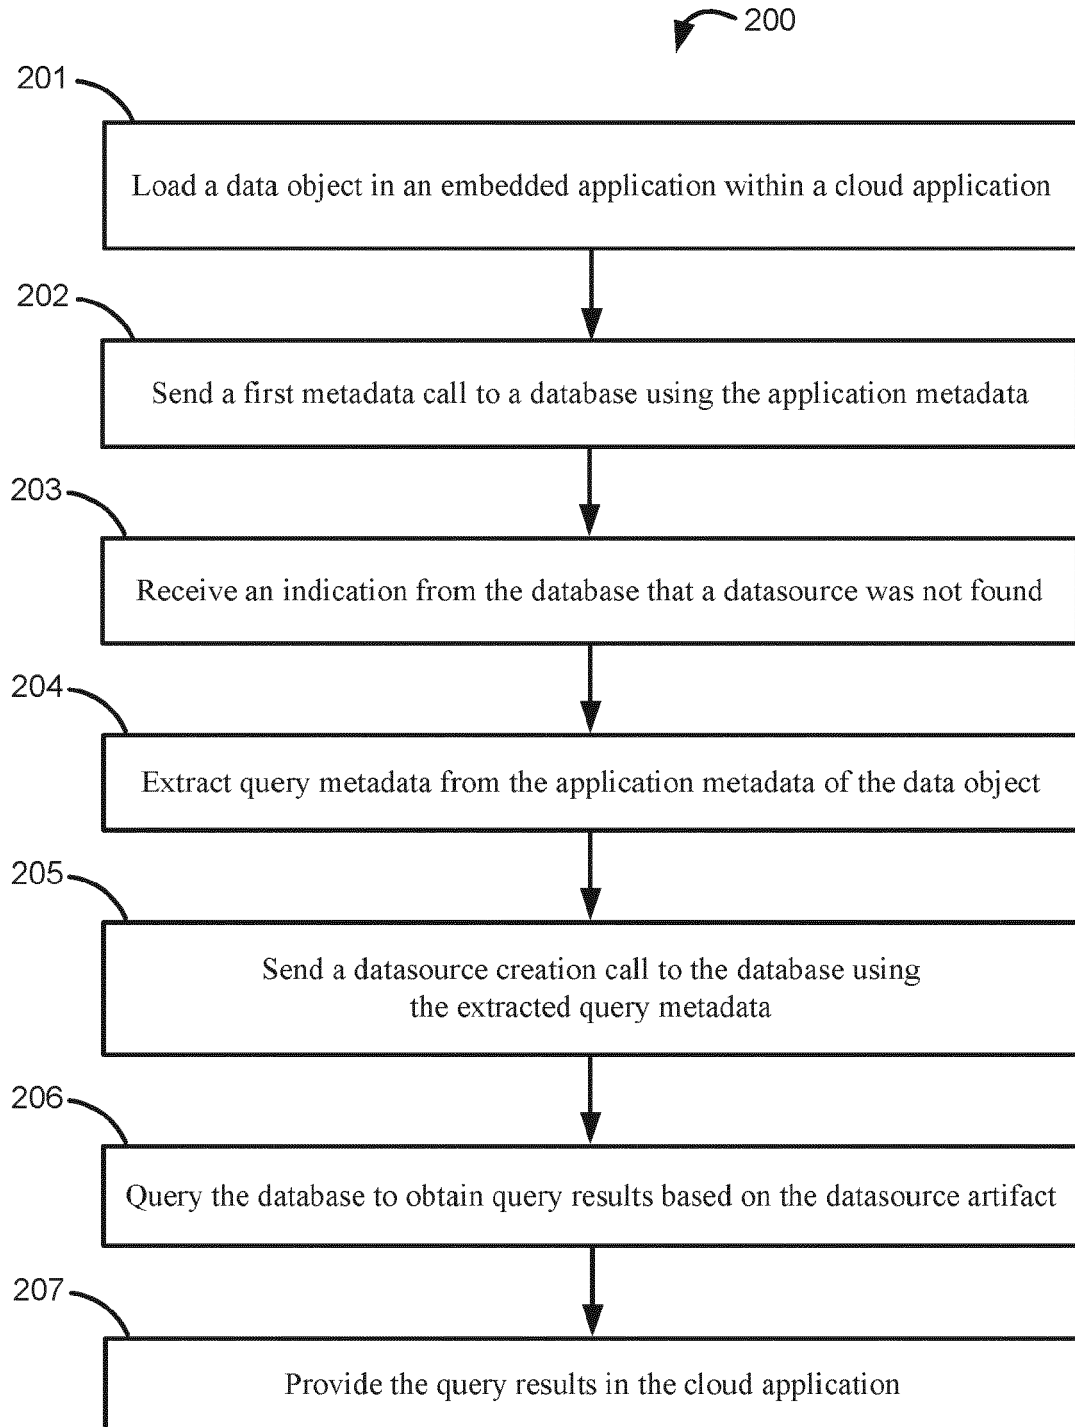 200
201
Load a data object in an embedded application within a cloud application
202
Send a first metadata call to a database using the application metadata
203
Receive an indication from the database that a datasource was not found
204
Extract query metadata from the application metadata of the data object
205
Send a datasource creation call to the database using
the extracted query metadata
206
Query the database to obtain query results based on the datasource artifact
207
Provide the query results in the cloud application